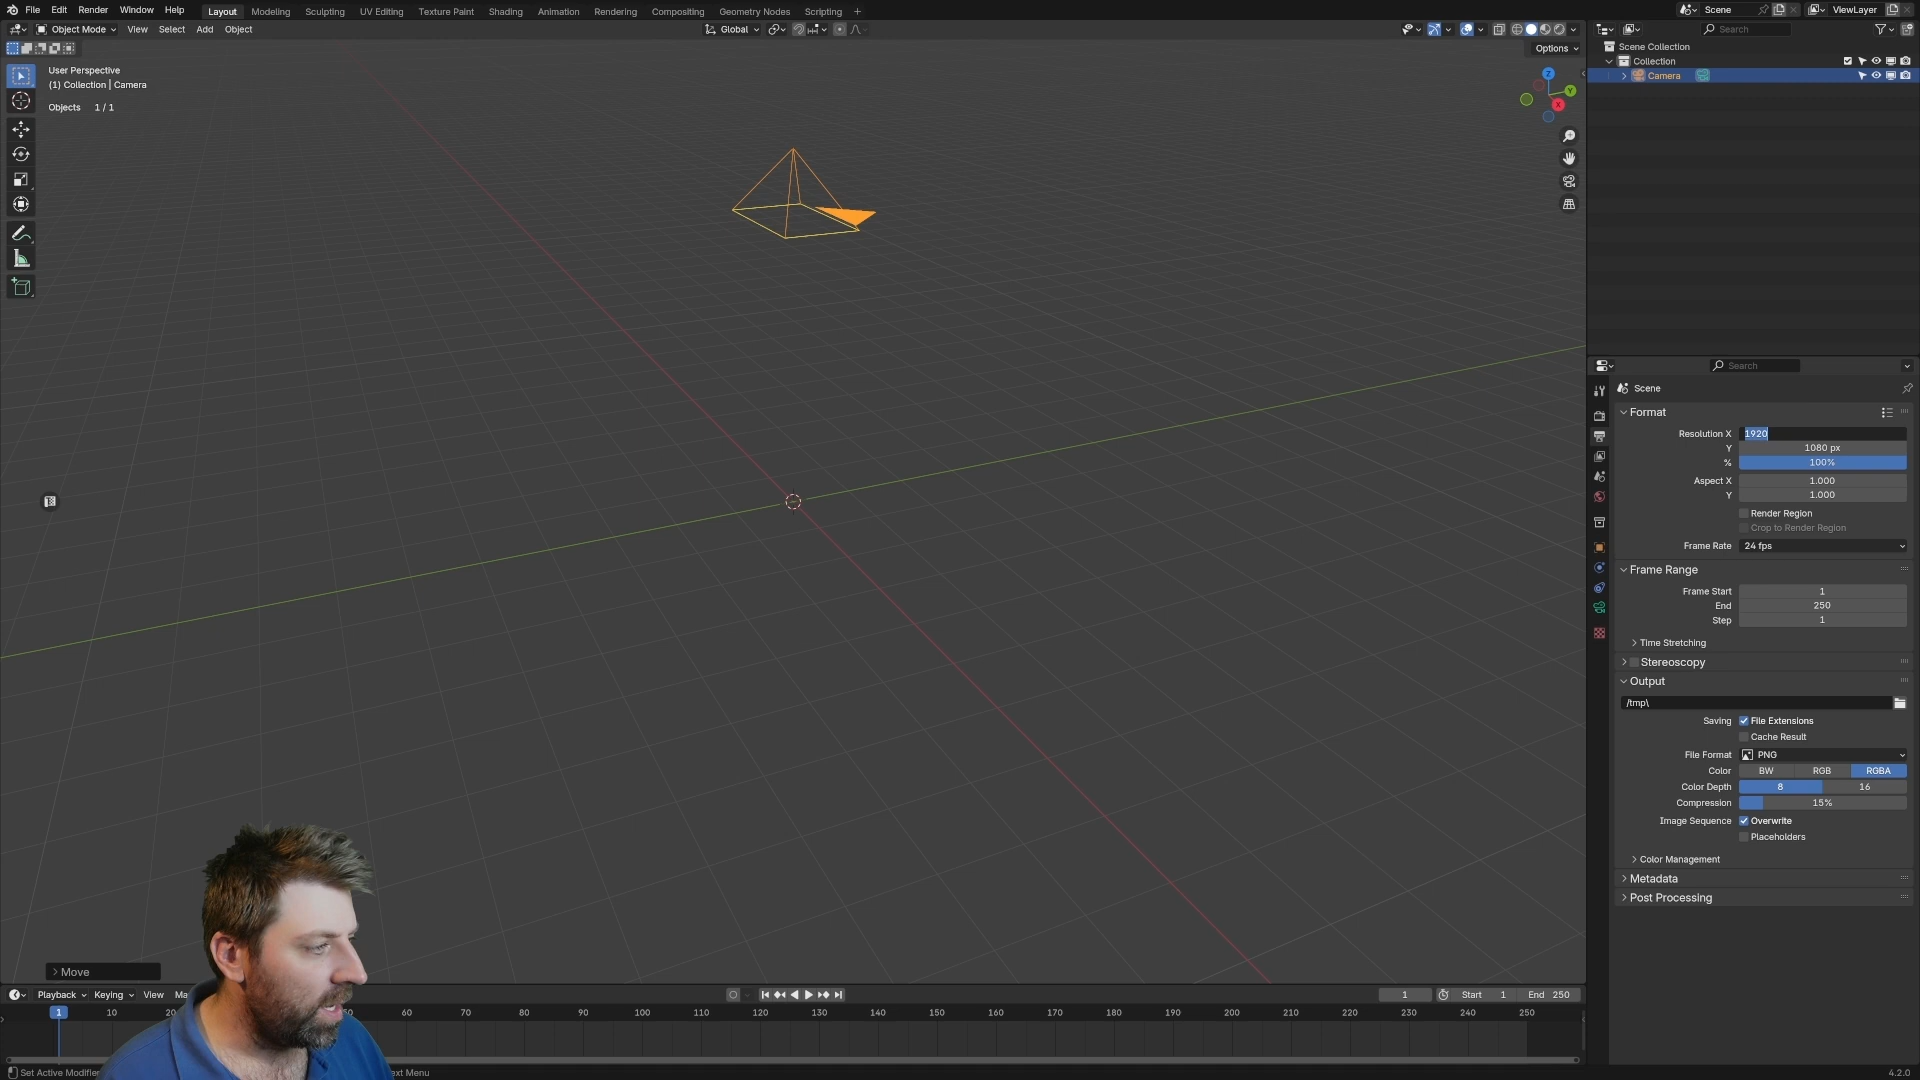 File Edit Render Window Help Layout Modeling Sculpting UV Editing Texture Paint Shading Animation Rendering Compositing Geometry Nodes Scripting + Scene ViewLayer
Object Mode View Select Add Object Global Search
Options
User Perspective
(1) Collection | Camera
Objects 1 / 1
Z
Y
X
Scene Collection
Collection
Camera
Search
Scene
Format
Resolution X 1920
Y 1080 px
% 100%
Aspect X 1.000
Y 1.000
Render Region
Crop to Render Region
Frame Rate 24 fps
Frame Range
Frame Start 1
End 250
Step 1
Time Stretching
Stereoscopy
Output
/tmp\
Saving File Extensions
Cache Result
File Format PNG
Color BW RGB RGBA
Color Depth 8 16
Compression 15%
Image Sequence Overwrite
Placeholders
Color Management
Metadata
Post Processing
Move
Playback Keying View Ma 1 Start 1 End 250
1 10 60 70 80 90 100 110 120 130 140 150 160 170 180 190 200 210 220 230 240 250
Set Active Modifier ext Menu 4.2.0